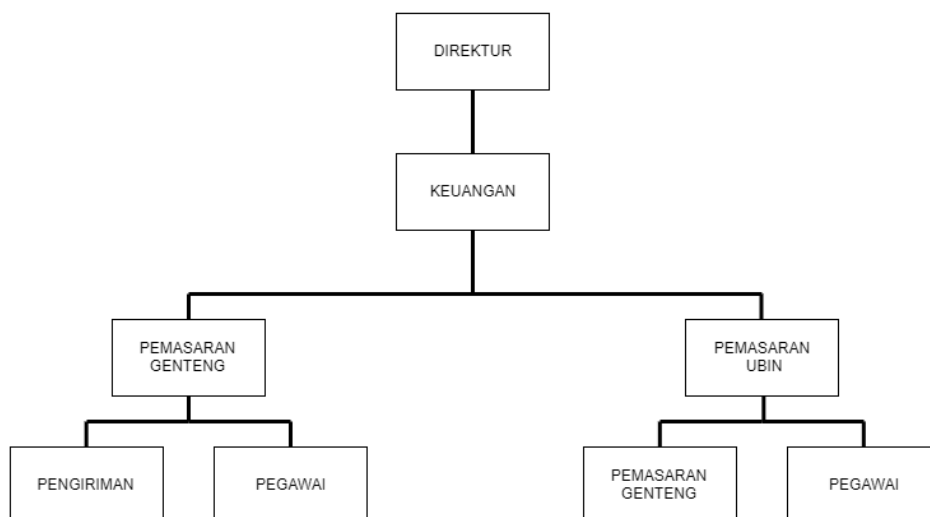 DIREKTUR
KEUANGAN
PEMASARAN
GENTENG
PEMASARAN
UBIN
PENGIRIMAN
PEGAWAI
PEMASARAN
GENTENG
PEGAWAI